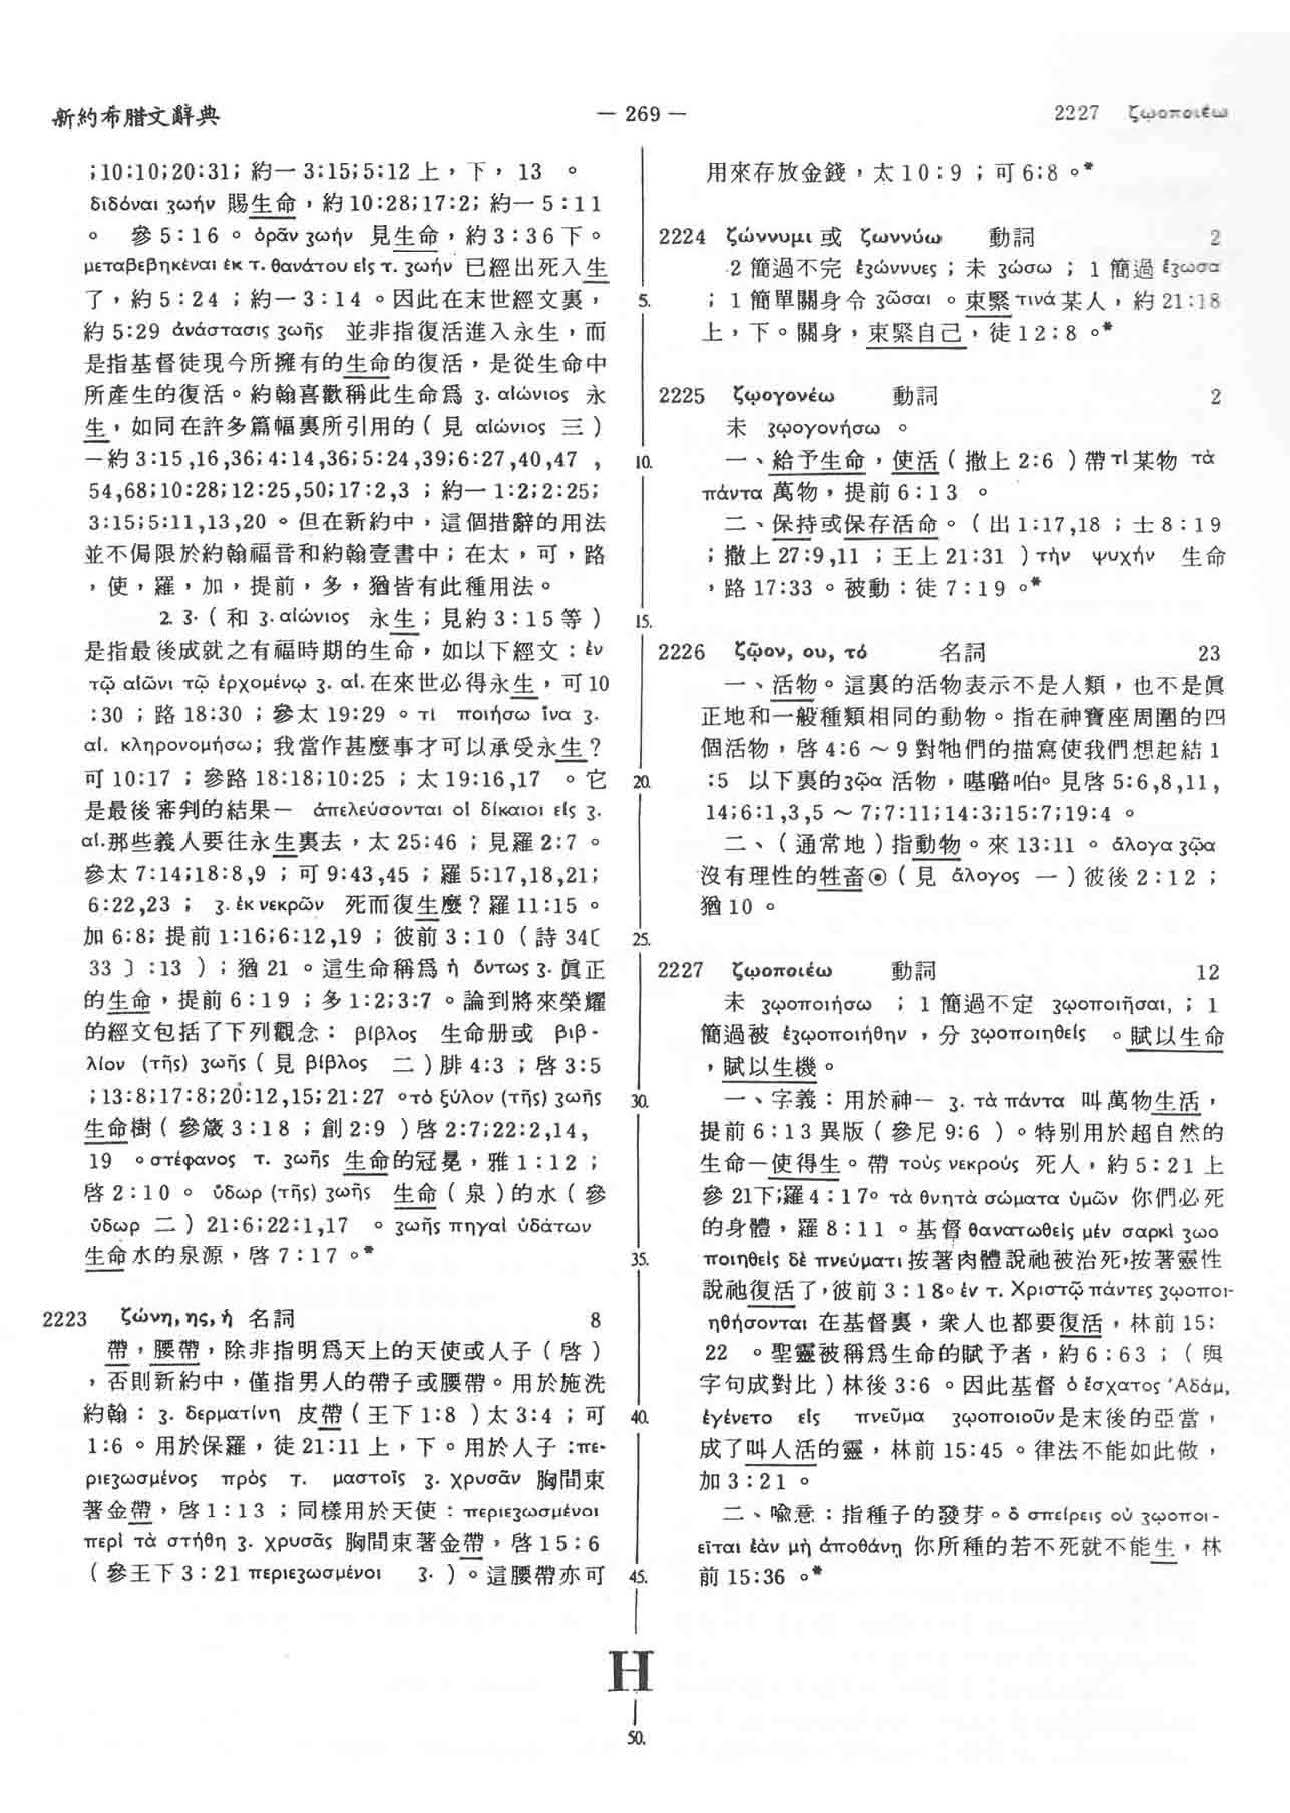 新約希腊文辭典
— 269 —
2227 ζῳοποιέω
;10:10;20:31; 約一 3:15;5:12 上，下， 13 。
διδόναι ζωήν 賜生命，約10:28;17:2; 約一 5:11
。 參5:16 。ὁρᾶν ζωήν 見生命，約3:36下。
μεταβεβηκέναι ἐκ τ. θανάτου εἰς τ. ζωήν 已經出死入生
了，約5:24 ；約一3:14 。因此在末世經文裏，
約 5:29 ἀνάστασις ζωῆς 並非指復活進入永生，而
是指基督徒現今所擁有的生命的復活，是從生命中
所產生的復活。約翰喜歡稱此生命爲 ζ. αἰώνιος 永
生，如同在許多篇幅裏所引用的（見 αἰώνιος 三）
—約3:15,16,36;4:14,36;5:24,39;6:27,40,47 ,
54,68;10:28;12:25,50;17:2,3 ；約一 1:2;2:25;
3:15;5:11,13,20 。但在新約中，這個措辭的用法
並不侷限於約翰福音和約翰壹書中；在太，可，路
，使，羅，加，提前，多，猶皆有此種用法。
2. ζ.（和 ζ. αἰώνιος 永生；見約3:15等）
是指最後成就之有福時期的生命，如以下經文：ἐν
τῷ αἰῶνι τῷ ἐρχομένῳ ζ. αἰ. 在來世必得永生，可10
:30 ；路 18:30 ；參太 19:29 。τί ποιήσω ἵνα ζ.
αἰ. κληρονομήσω; 我當作甚麼事才可以承受永生？
可 10:17 ；參路 18:18;10:25 ；太 19:16,17 。它
是最後審判的結果— ἀπελεύσονται οἱ δίκαιοι εἰς ζ.
αἰ.那些義人要往永生裏去，太 25:46 ；見羅2:7 。
參太 7:14;18:8,9 ；可 9:43,45 ；羅 5:17,18,21;
6:22,23 ； ζ. ἐκ νεκρῶν 死而復生麼？羅11:15 。
加 6:8; 提前 1:16;6:12,19 ；彼前 3:10（詩 34〔
33 〕:13 ）；猶 21 。這生命稱爲 ἡ ὄντως ζ. 眞正
的生命，提前 6:19 ；多1:2;3:7 。論到將來榮耀
的經文包括了下列觀念： βίβλος 生命册或 βιβ-
λίον (τῆς) ζωῆς（見 βίβλος 二）腓 4:3 ；啓 3:5
;13:8;17:8;20:12,15;21:27 。τὸ ξύλον (τῆς) ζωῆς
生命樹（參箴 3:18 ；創 2:9 ）啓 2:7;22:2,14,
19 。στέφανος τ. ζωῆς 生命的冠冕，雅 1:12 ；
啓 2:10 。 ὕδωρ (τῆς) ζωῆς 生命（泉）的水（參
ὕδωρ 二）21:6;22:1,17 。ζωῆς πηγαὶ ὑδάτων
生命水的泉源，啓 7:17 。*
2223 ζώνη, ης, ἡ 名詞 8
帶，腰帶，除非指明爲天上的天使或人子（啓）
，否則新約中，僅指男人的帶子或腰帶。用於施洗
約翰：ζ. δερματίνη 皮帶（王下 1:8 ）太 3:4 ；可
1:6 。用於保羅，徒 21:11 上，下。用於人子 :πε-
ριεζωσμένος πρὸς τ. μαστοῖς ζ. χρυσᾶν 胸間束
著金帶，啓 1:13 ；同樣用於天使：περιεζωσμένοι
περὶ τὰ στήθη ζ. χρυσᾶς 胸間束著金帶，啓15:6
（參王下3:21 περιεζωσμένοι ζ. ）。這腰帶亦可
5.
10.
15.
20.
25.
30.
35.
40.
45.
H
50.
用來存放金錢，太 10:9 ；可 6:8 。*
2224 ζώννυμι 或 ζωννύω 動詞 2
2 簡過不完 ἐζώννυες ；未 ζώσω ；1 簡過 ἔζωσα
；1 簡單關身令 ζῶσαι 。束緊 τινά 某人，約 21:18
上，下。關身，束緊自己，徒 12:8 。*
2225 ζῳογονέω 動詞 2
未 ζῳογονήσω 。
一、給予生命，使活（撒上 2:6 ）帶 τὶ 某物 τὰ
πάντα 萬物，提前 6:13 。
二、保持或保存活命。（出 1:17,18 ；士 8:19
；撒上 27:9,11 ；王上 21:31 ）τὴν ψυχήν 生命
，路 17:33 。被動：徒 7:19 。*
2226 ζῷον, ου, τό 名詞 23
一、活物。這裏的活物表示不是人類，也不是眞
正地和一般種類相同的動物。指在神寶座周圍的四
個活物，啓 4:6 ～ 9 對牠們的描寫使我們想起結 1
:5 以下裏的 ζῷα 活物，𠼻嚕啪。見啓 5:6,8,11,
14;6:1,3,5 ～ 7;7:11;14:3;15:7;19:4 。
二、（通常地）指動物。來 13:11 。 ἄλογα ζῷα
沒有理性的牲畜⊙（見 ἄλογος 一）彼後 2:12 ；
猶10 。
2227 ζῳοποιέω 動詞 12
未 ζῳοποιήσω ；1 簡過不定 ζῳοποιῆσαι, ；1
簡過被 ἐζῳοποιήθην ，分 ζῳοποιηθείς 。賦以生命
，賦以生機。
一、字義：用於神— ζ. τὰ πάντα 叫萬物生活，
提前 6:13 異版（參尼 9:6 ）。特別用於超自然的
生命—使得生。帶 τοὺς νεκρούς 死人，約 5:21 上
參 21下;羅 4:17。τὰ θνητὰ σώματα ὑμῶν 你們必死
的身體，羅 8:11 。基督 θανατωθεὶς μὲν σαρκὶ ζωο
ποιηθεὶς δὲ πνεύματι 按著肉體說祂被治死，按著靈性
說祂復活了，彼前 3:18。ἐν τ. Χριστῷ πάντες ζῳοποι-
ηθήσονται 在基督裏，衆人也都要復活，林前 15:
22 。聖靈被稱爲生命的賦予者，約 6:63 ；（與
字句成對比）林後 3:6 。因此基督 ὁ ἔσχατος ʼΑδάμ,
ἐγένετο εἰς πνεῦμα ζῳοποιοῦν 是末後的亞當，
成了叫人活的靈，林前 15:45 。律法不能如此做，
加 3:21 。
二、喩意：指種子的發芽。ὃ σπείρεις οὐ ζῳοποι-
εῖται ἐὰν μὴ ἀποθάνῃ 你所種的若不死就不能生，林
前 15:36 。*